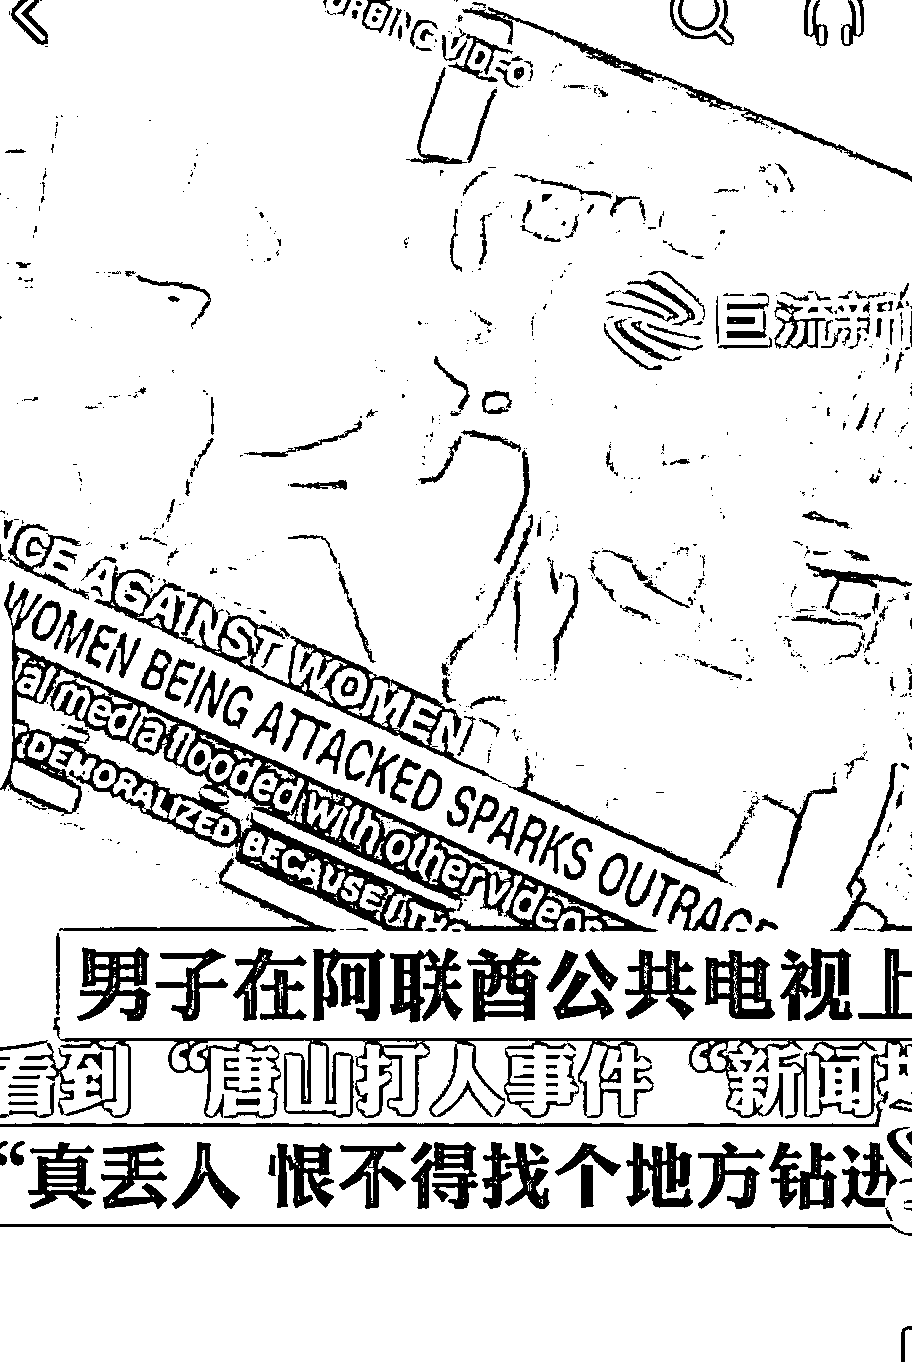 URBING VIDEO
巨流新
NCE AGAINST WOMEN
WOMEN BEING ATTACKED SPARKS OUTRAGE
al media flooded with other videos
DEMORALIZED BECAUSE
男子在阿联酋公共电视上
看到“唐山打人事件“新闻
“真丢人 恨不得找个地方钻进